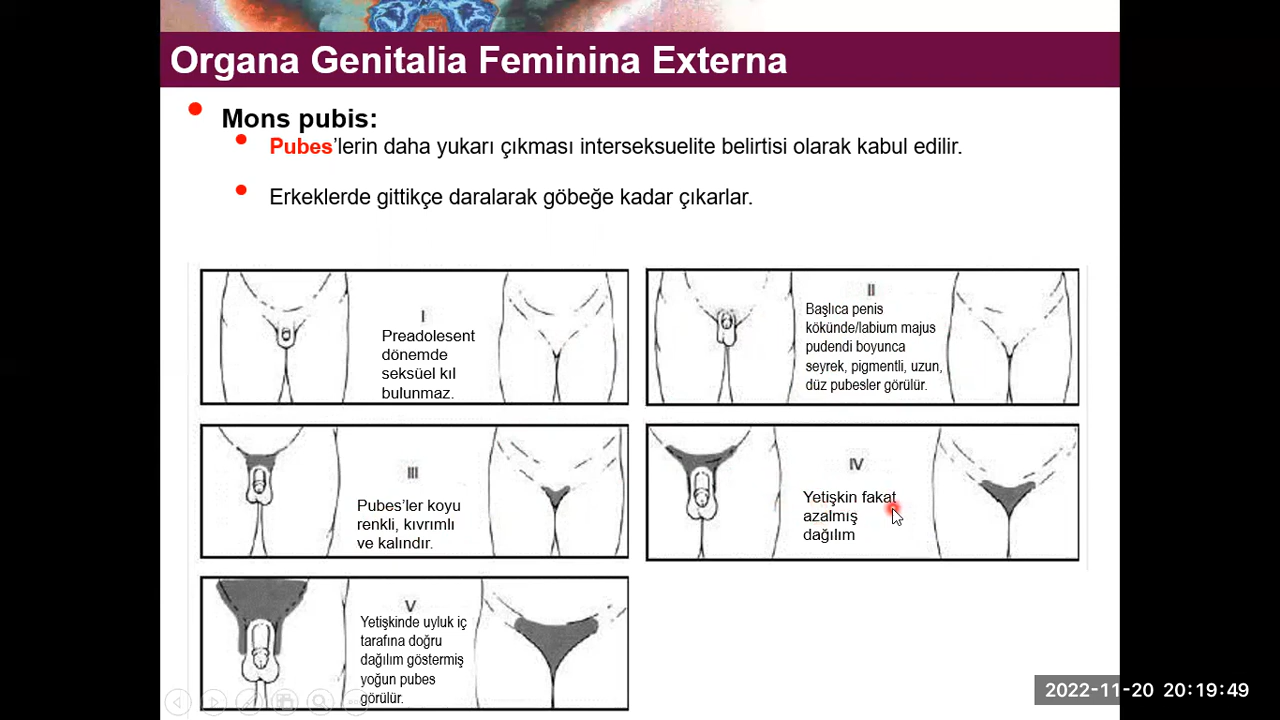 Organa Genitalia Feminina Externa
Mons pubis:
Pubes'lerin daha yukarı çıkması interseksuelite belirtisi olarak kabul edilir.
Erkeklerde gittikçe daralarak göbeğe kadar çıkarlar.
I
Preadolesent
dönemde
seksüel kıl
bulunmaz.
II
Başlıca penis
kökünde/labium majus
pudendi boyunca
seyrek, pigmentli, uzun,
düz pubesler görülür.
III
Pubes'ler koyu
renkli, kıvrımlı
ve kalındır.
IV
Yetişkin fakat
azalmış
dağılım
V
Yetişkinde uyluk iç
tarafına doğru
dağılım göstermiş
yoğun pubes
görülür.
2022-11-20 20:19:49